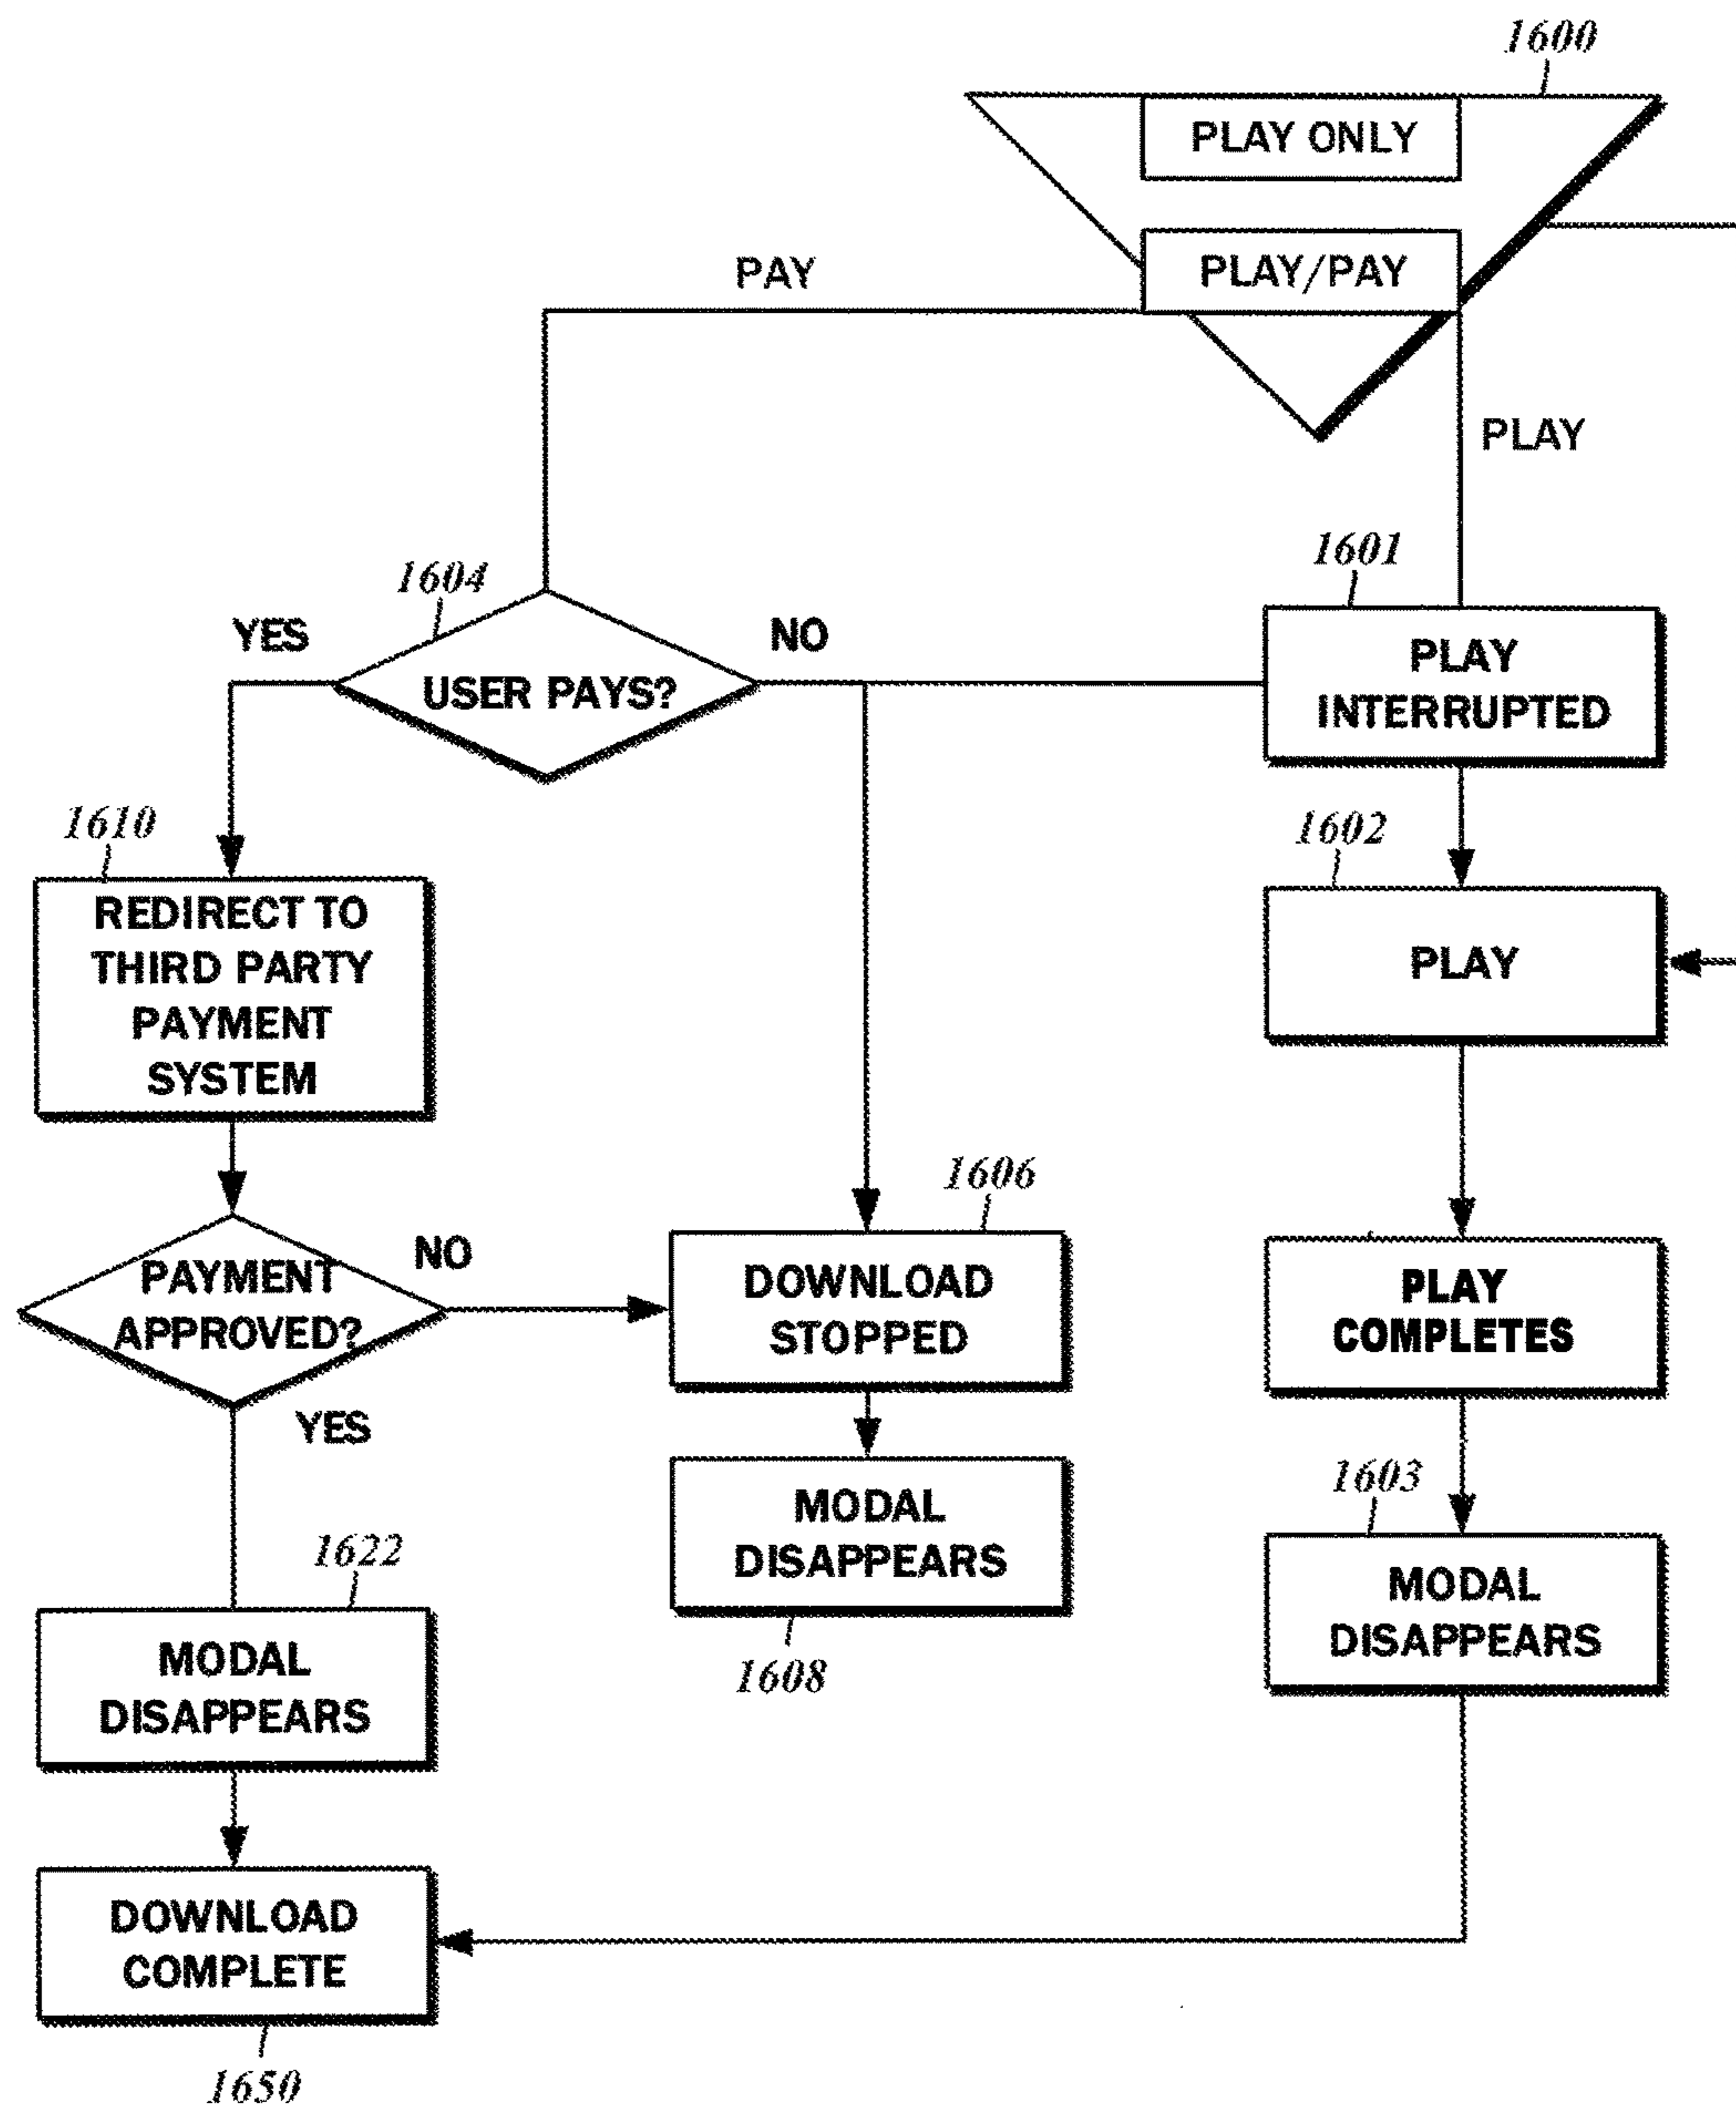 1600
PLAY ONLY
PLAY/PAY
PAY
PLAY
1604
YES
NO
USER PAYS?
1601
PLAY
INTERRUPTED
1610
REDIRECT TO
THIRD PARTY
PAYMENT
SYSTEM
1602
PLAY
PAYMENT
APPROVED?
NO
YES
1606
DOWNLOAD
STOPPED
PLAY
COMPLETES
MODAL
DISAPPEARS
1608
1603
MODAL
DISAPPEARS
1622
MODAL
DISAPPEARS
DOWNLOAD
COMPLETE
1650